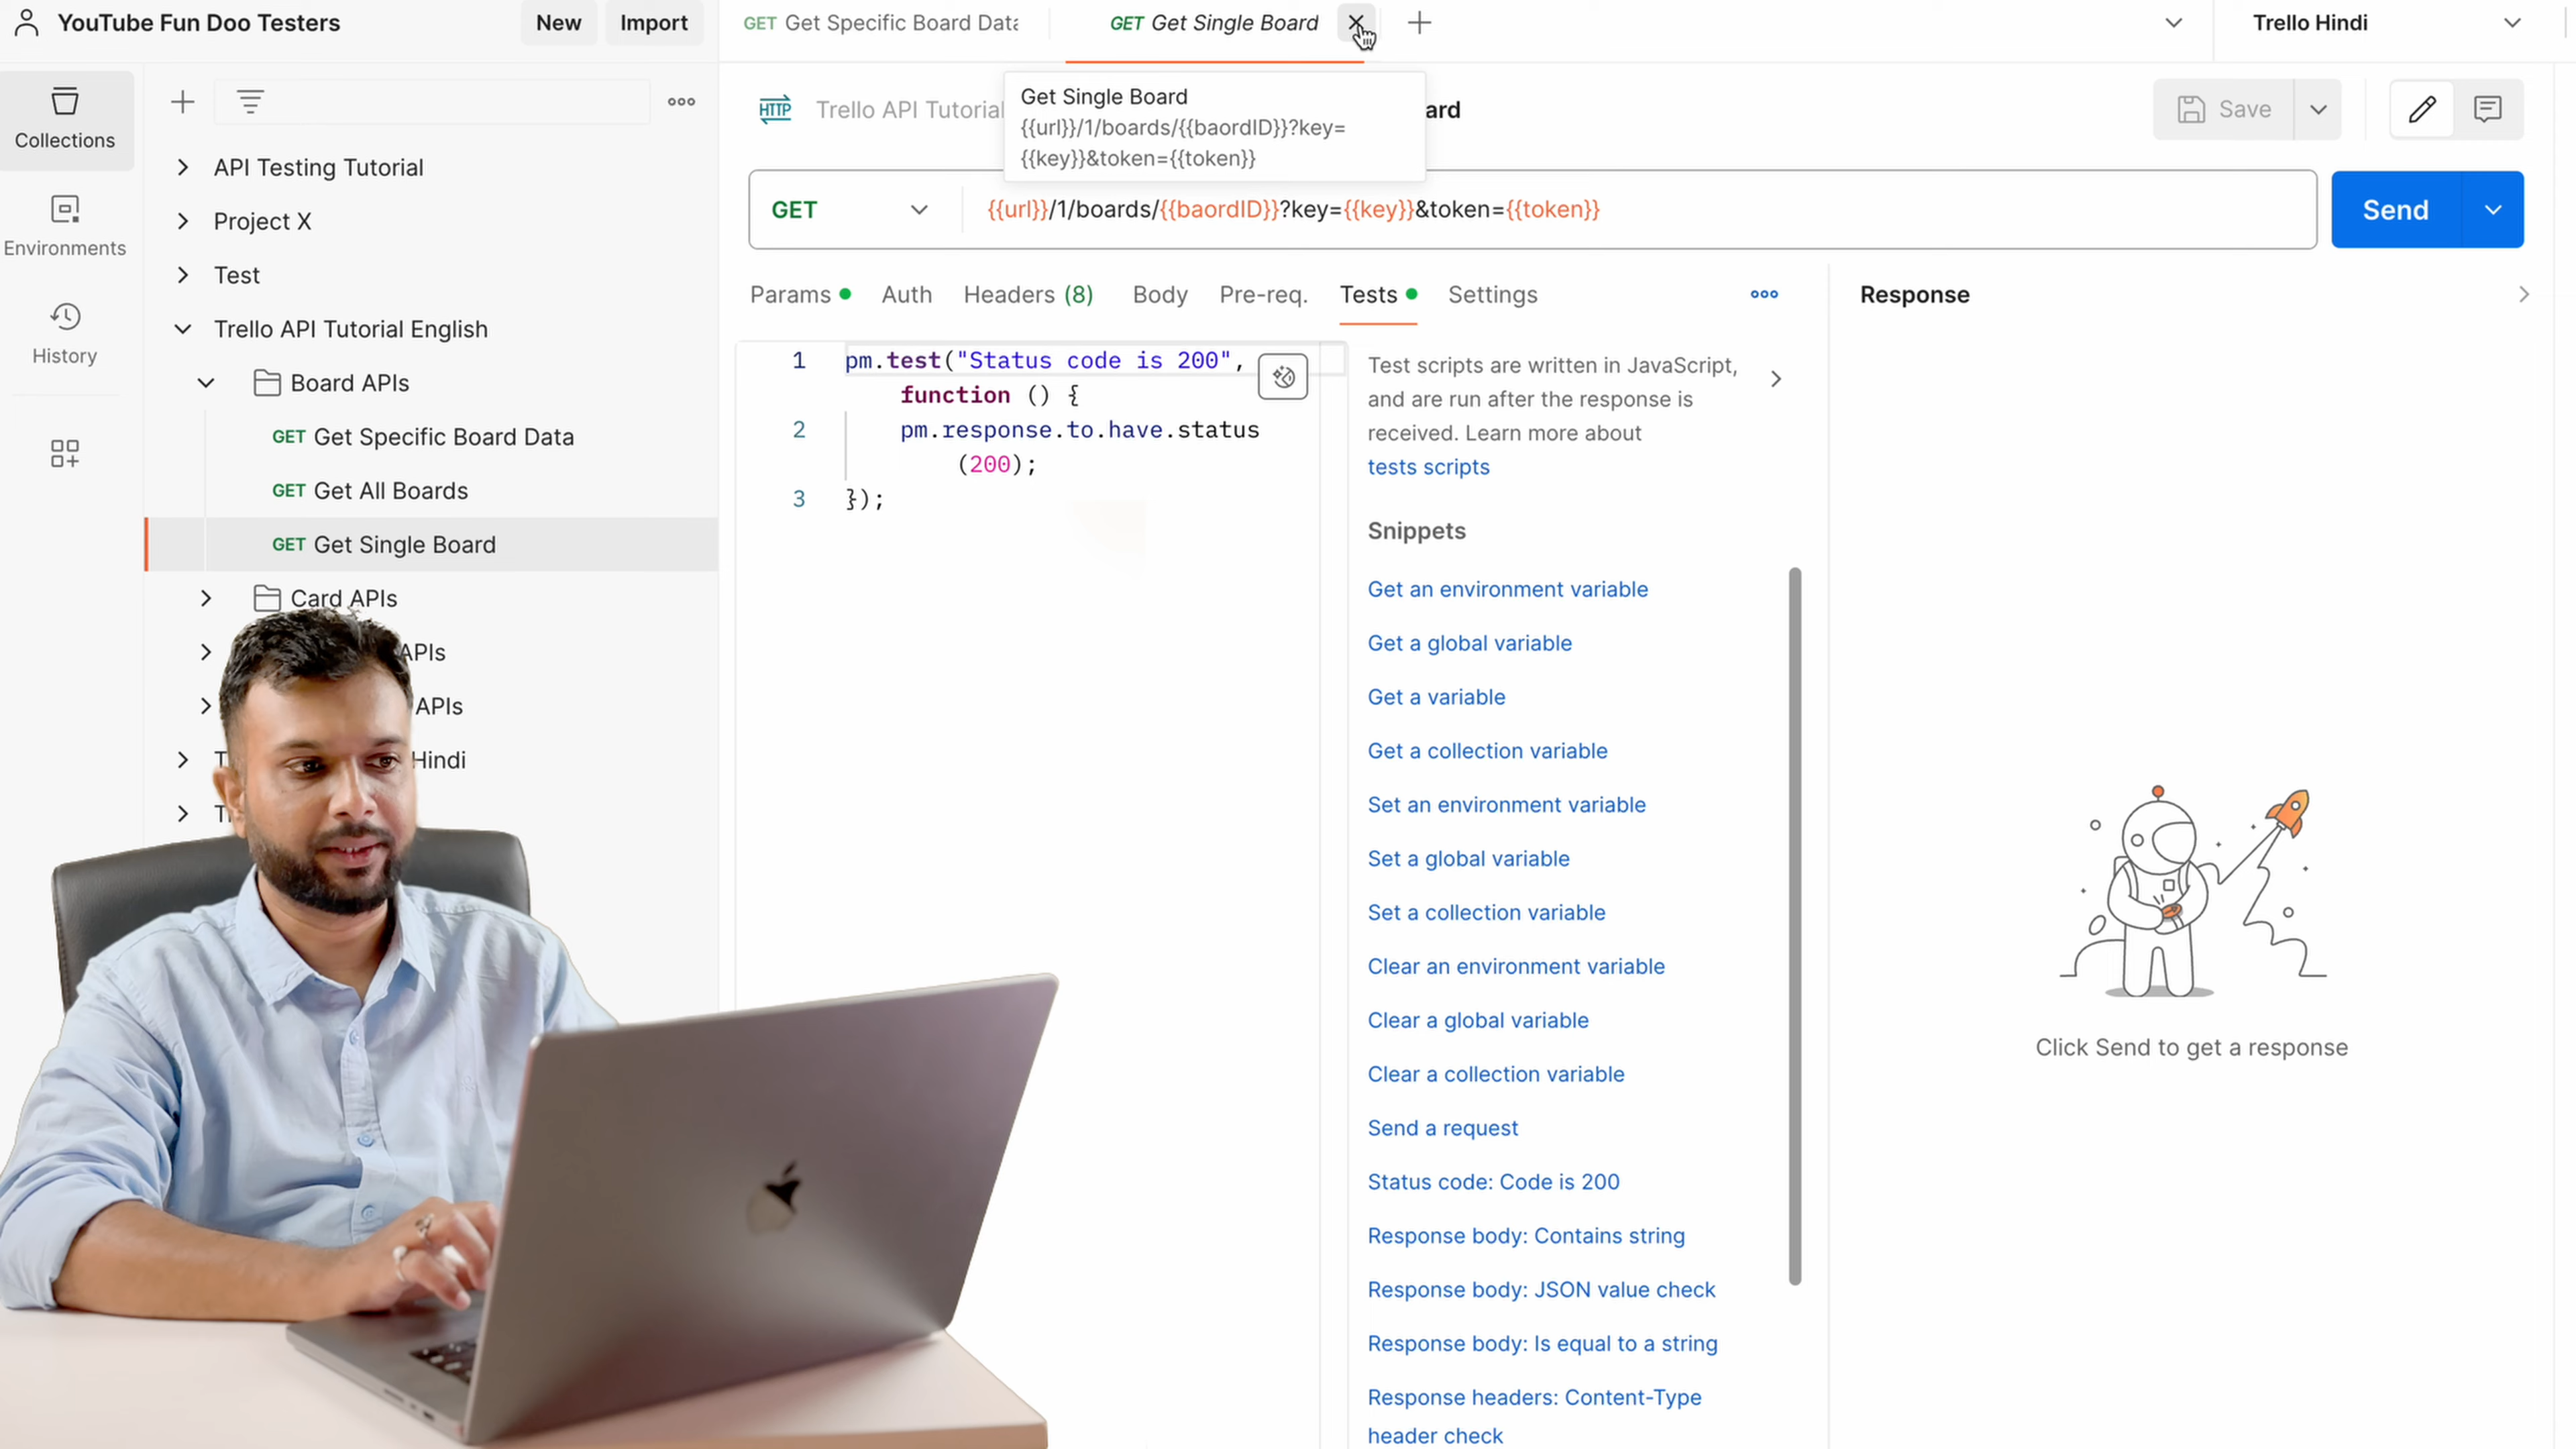 YouTube Fun Doo Testers
New
Import
GET Get Specific Board Data
GET Get Single Board
Trello Hindi
Collections
Environments
History
API Testing Tutorial
Project X
Test
Trello API Tutorial English
Board APIs
GET Get Specific Board Data
GET Get All Boards
GET Get Single Board
Card APIs
APIs
APIs
Hindi
HTTP
Trello API Tutorial
ard
Get Single Board
{{url}}/1/boards/{{baordID}}?key=
{{key}}&token={{token}}
Save
GET
{{url}}/1/boards/{{baordID}}?key={{key}}&token={{token}}
Send
Params
Auth
Headers (8)
Body
Pre-req.
Tests
Settings
1 pm.test("Status code is 200",
function () {
2 pm.response.to.have.status
(200);
3 });
Test scripts are written in JavaScript,
and are run after the response is
received. Learn more about
tests scripts
Snippets
Get an environment variable
Get a global variable
Get a variable
Get a collection variable
Set an environment variable
Set a global variable
Set a collection variable
Clear an environment variable
Clear a global variable
Clear a collection variable
Send a request
Status code: Code is 200
Response body: Contains string
Response body: JSON value check
Response body: Is equal to a string
Response headers: Content-Type
header check
Response
Click Send to get a response